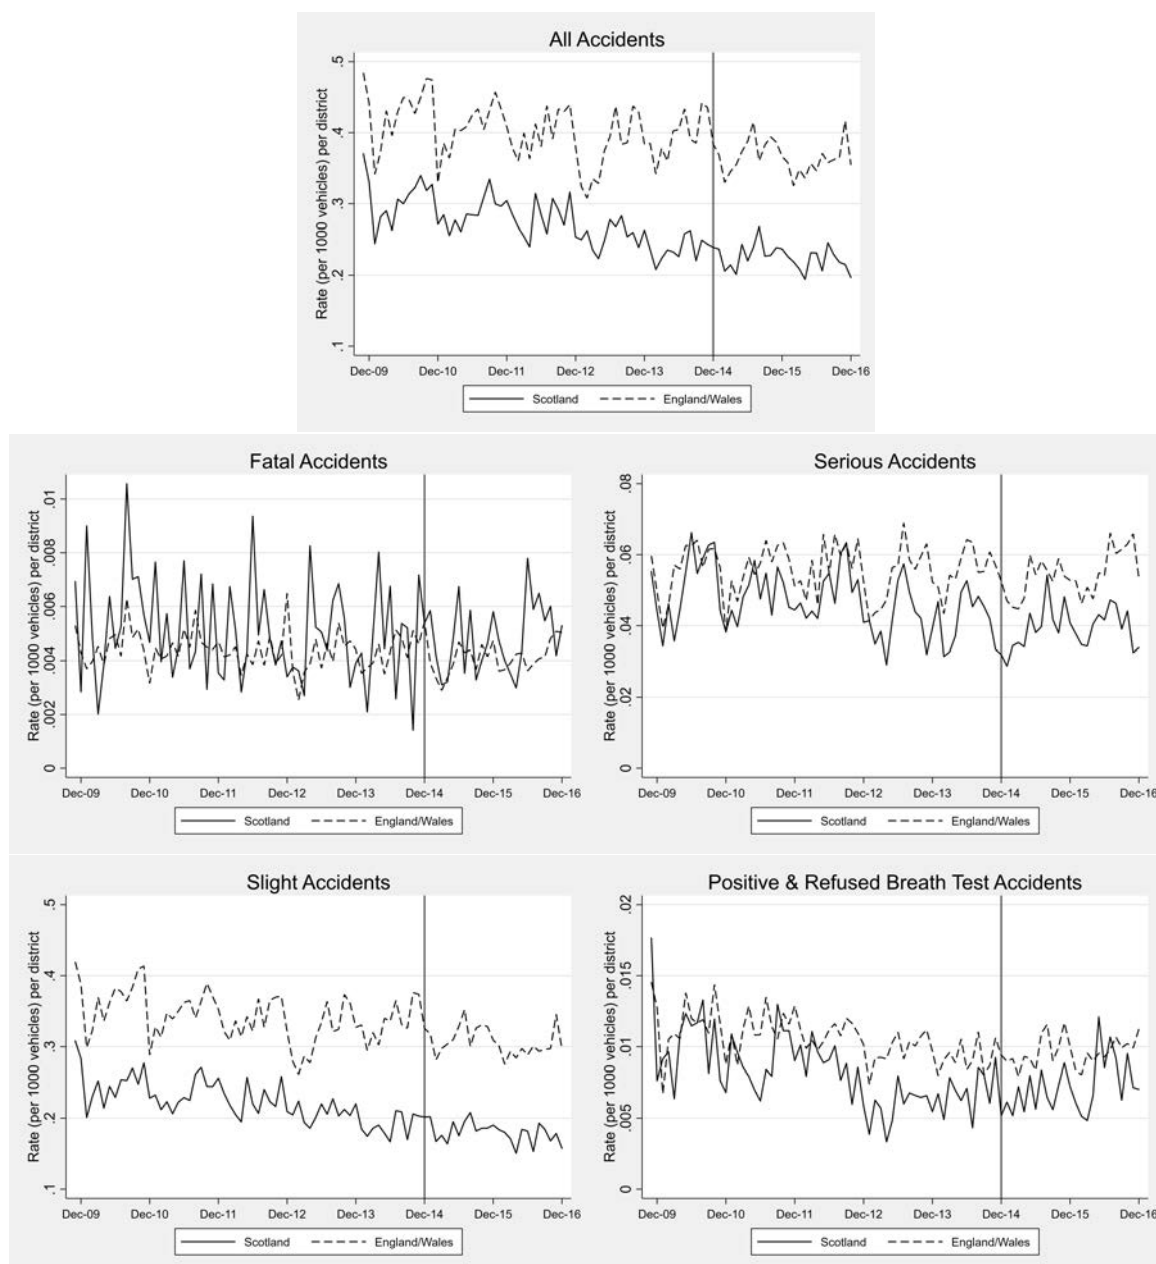 All Accidents
Rate (per 1000 vehicles) per district
.5
.4
.3
.2
.1
Dec-09 Dec-10 Dec-11 Dec-12 Dec-13 Dec-14 Dec-15 Dec-16
Scotland England/Wales
Fatal Accidents
Rate (per 1000 vehicles) per district
.01
.008
.006
.004
.002
0
Dec-09 Dec-10 Dec-11 Dec-12 Dec-13 Dec-14 Dec-15 Dec-16
Scotland England/Wales
Serious Accidents
Rate (per 1000 vehicles) per district
.08
.06
.04
.02
0
Dec-09 Dec-10 Dec-11 Dec-12 Dec-13 Dec-14 Dec-15 Dec-16
Scotland England/Wales
Slight Accidents
Rate (per 1000 vehicles) per district
.5
.4
.3
.2
.1
Dec-09 Dec-10 Dec-11 Dec-12 Dec-13 Dec-14 Dec-15 Dec-16
Scotland England/Wales
Positive & Refused Breath Test Accidents
Rate (per 1000 vehicles) per district
.02
.015
.01
.005
0
Dec-09 Dec-10 Dec-11 Dec-12 Dec-13 Dec-14 Dec-15 Dec-16
Scotland England/Wales